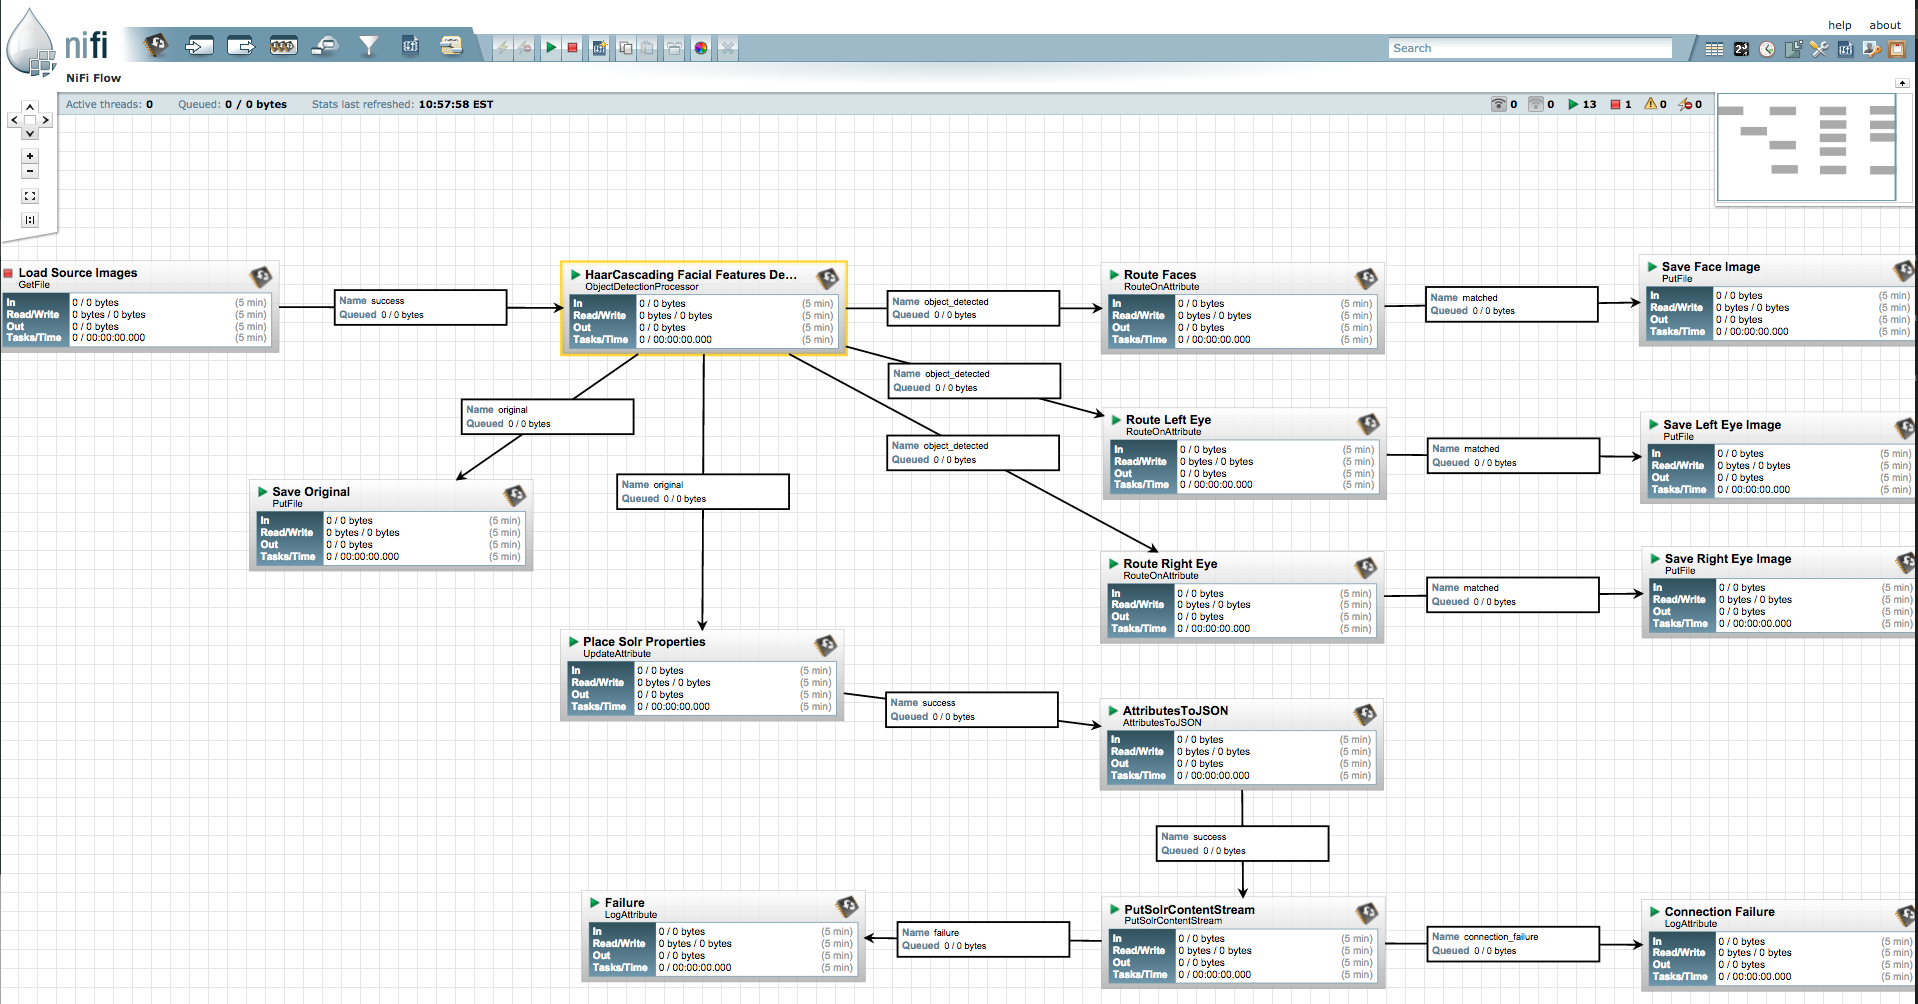 help about
nifi
Search
NiFi Flow
Active threads: 0 Queued: 0 / 0 bytes Stats last refreshed: 10:57:58 EST
0 0 13 1 0 0
Load Source Images
GetFile
In 0 / 0 bytes (5 min)
Read/Write 0 bytes / 0 bytes (5 min)
Out 0 / 0 bytes (5 min)
Tasks/Time 0 / 00:00:00.000 (5 min)
Name success
Queued 0 / 0 bytes
HaarCascading Facial Features De...
ObjectDetectionProcessor
In 0 / 0 bytes (5 min)
Read/Write 0 bytes / 0 bytes (5 min)
Out 0 / 0 bytes (5 min)
Tasks/Time 0 / 00:00:00.000 (5 min)
Name object_detected
Queued 0 / 0 bytes
Route Faces
RouteOnAttribute
In 0 / 0 bytes (5 min)
Read/Write 0 bytes / 0 bytes (5 min)
Out 0 / 0 bytes (5 min)
Tasks/Time 0 / 00:00:00.000 (5 min)
Name matched
Queued 0 / 0 bytes
Save Face Image
PutFile
In 0 / 0 bytes (5 min)
Read/Write 0 bytes / 0 bytes (5 min)
Out 0 / 0 bytes (5 min)
Tasks/Time 0 / 00:00:00.000 (5 min)
Name object_detected
Queued 0 / 0 bytes
Name original
Queued 0 / 0 bytes
Name object_detected
Queued 0 / 0 bytes
Route Left Eye
RouteOnAttribute
In 0 / 0 bytes (5 min)
Read/Write 0 bytes / 0 bytes (5 min)
Out 0 / 0 bytes (5 min)
Tasks/Time 0 / 00:00:00.000 (5 min)
Name matched
Queued 0 / 0 bytes
Save Left Eye Image
PutFile
In 0 / 0 bytes (5 min)
Read/Write 0 bytes / 0 bytes (5 min)
Out 0 / 0 bytes (5 min)
Tasks/Time 0 / 00:00:00.000 (5 min)
Save Original
PutFile
In 0 / 0 bytes (5 min)
Read/Write 0 bytes / 0 bytes (5 min)
Out 0 / 0 bytes (5 min)
Tasks/Time 0 / 00:00:00.000 (5 min)
Name original
Queued 0 / 0 bytes
Route Right Eye
RouteOnAttribute
In 0 / 0 bytes (5 min)
Read/Write 0 bytes / 0 bytes (5 min)
Out 0 / 0 bytes (5 min)
Tasks/Time 0 / 00:00:00.000 (5 min)
Name matched
Queued 0 / 0 bytes
Save Right Eye Image
PutFile
In 0 / 0 bytes (5 min)
Read/Write 0 bytes / 0 bytes (5 min)
Out 0 / 0 bytes (5 min)
Tasks/Time 0 / 00:00:00.000 (5 min)
Place Solr Properties
UpdateAttribute
In 0 / 0 bytes (5 min)
Read/Write 0 bytes / 0 bytes (5 min)
Out 0 / 0 bytes (5 min)
Tasks/Time 0 / 00:00:00.000 (5 min)
Name success
Queued 0 / 0 bytes
AttributesToJSON
AttributesToJSON
In 0 / 0 bytes (5 min)
Read/Write 0 bytes / 0 bytes (5 min)
Out 0 / 0 bytes (5 min)
Tasks/Time 0 / 00:00:00.000 (5 min)
Name success
Queued 0 / 0 bytes
Failure
LogAttribute
In 0 / 0 bytes (5 min)
Read/Write 0 bytes / 0 bytes (5 min)
Out 0 / 0 bytes (5 min)
Tasks/Time 0 / 00:00:00.000 (5 min)
Name failure
Queued 0 / 0 bytes
PutSolrContentStream
PutSolrContentStream
In 0 / 0 bytes (5 min)
Read/Write 0 bytes / 0 bytes (5 min)
Out 0 / 0 bytes (5 min)
Tasks/Time 0 / 00:00:00.000 (5 min)
Name connection_failure
Queued 0 / 0 bytes
Connection Failure
LogAttribute
In 0 / 0 bytes (5 min)
Read/Write 0 bytes / 0 bytes (5 min)
Out 0 / 0 bytes (5 min)
Tasks/Time 0 / 00:00:00.000 (5 min)